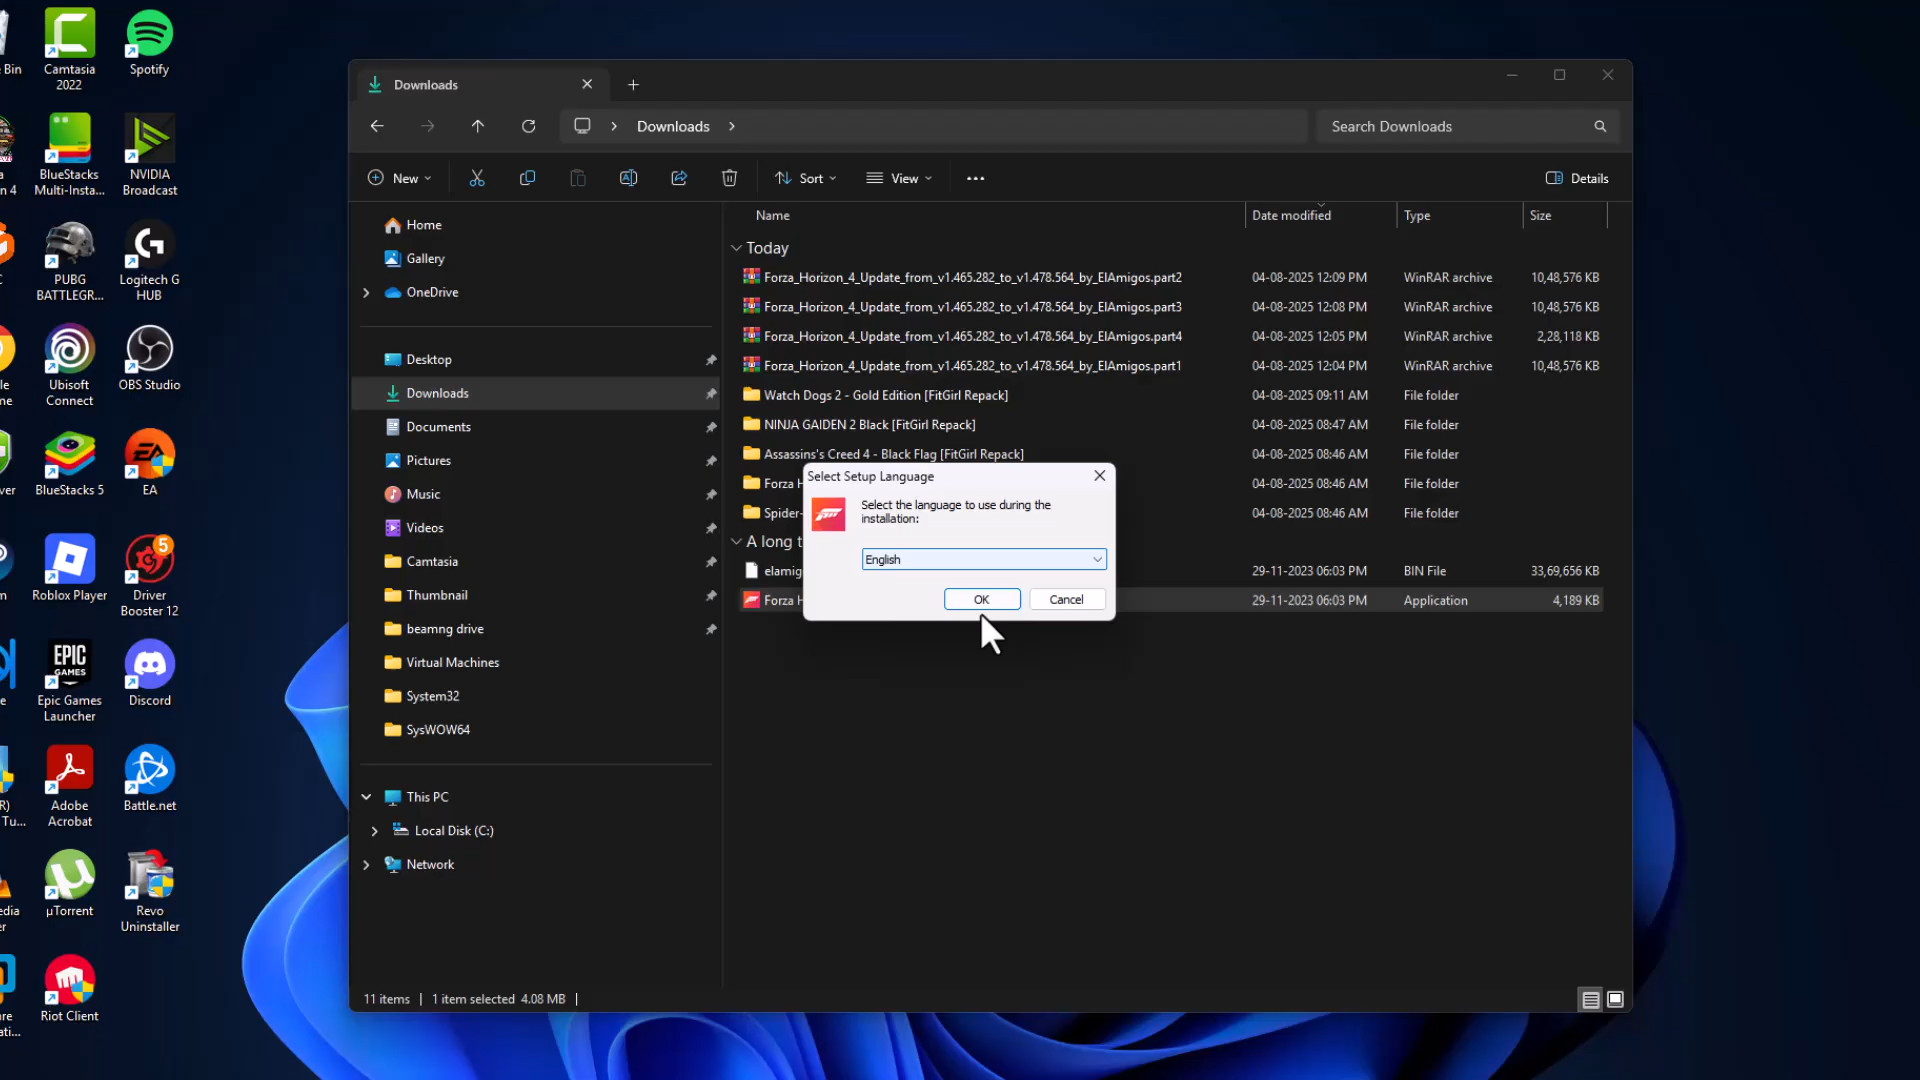 Bin
Camtasia
2022
Spotify
n 4
BlueStacks
Multi-Insta...
NVIDIA
Broadcast
PUBG
BATTLEGR...
Logitech G
HUB
Ubisoft
Connect
OBS Studio
BlueStacks 5
EA
Roblox Player
5
Driver
Booster 12
EPIC
GAMES
Epic Games
Launcher
Discord
R)
Tu...
Adobe
Acrobat
Battle.net
edia
er
µTorrent
Revo
Uninstaller
are
ati...
Riot Client
Downloads
Downloads
Search Downloads
New
Sort
View
Details
Home
Gallery
OneDrive
Desktop
Downloads
Documents
Pictures
Music
Videos
Camtasia
Thumbnail
beamng drive
Virtual Machines
System32
SysWOW64
This PC
Local Disk (C:)
Network
Name Date modified Type Size
Today
Forza_Horizon_4_Update_from_v1.465.282_to_v1.478.564_by_ElAmigos.part2 04-08-2025 12:09 PM WinRAR archive 10,48,576 KB
Forza_Horizon_4_Update_from_v1.465.282_to_v1.478.564_by_ElAmigos.part3 04-08-2025 12:08 PM WinRAR archive 10,48,576 KB
Forza_Horizon_4_Update_from_v1.465.282_to_v1.478.564_by_ElAmigos.part4 04-08-2025 12:05 PM WinRAR archive 2,28,118 KB
Forza_Horizon_4_Update_from_v1.465.282_to_v1.478.564_by_ElAmigos.part1 04-08-2025 12:04 PM WinRAR archive 10,48,576 KB
Watch Dogs 2 - Gold Edition [FitGirl Repack] 04-08-2025 09:11 AM File folder
NINJA GAIDEN 2 Black [FitGirl Repack] 04-08-2025 08:47 AM File folder
Assassins's Creed 4 - Black Flag [FitGirl Repack] 04-08-2025 08:46 AM File folder
Forza H 04-08-2025 08:46 AM File folder
Spider- 04-08-2025 08:46 AM File folder
A long t
elamig 29-11-2023 06:03 PM BIN File 33,69,656 KB
Forza H 29-11-2023 06:03 PM Application 4,189 KB
Select Setup Language
Select the language to use during the
installation:
English
OK
Cancel
11 items
1 item selected 4.08 MB